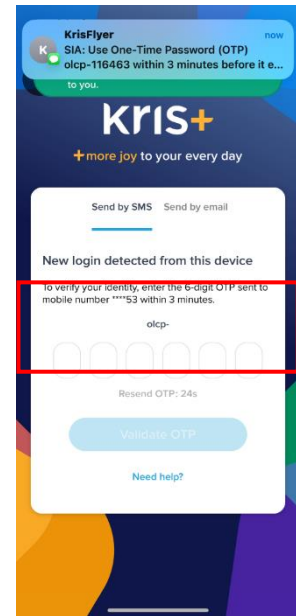 KrisFlyer now
K
SIA: Use One-Time Password (OTP)
olcp-116463 within 3 minutes before it e...
to you.
kris+
+more joy to your every day
Send by SMS Send by email
New login detected from this device
To verify your identity, enter the 6-digit OTP sent to
mobile number ****53 within 3 minutes.
olcp-
Resend OTP: 24s
Validate OTP
Need help?